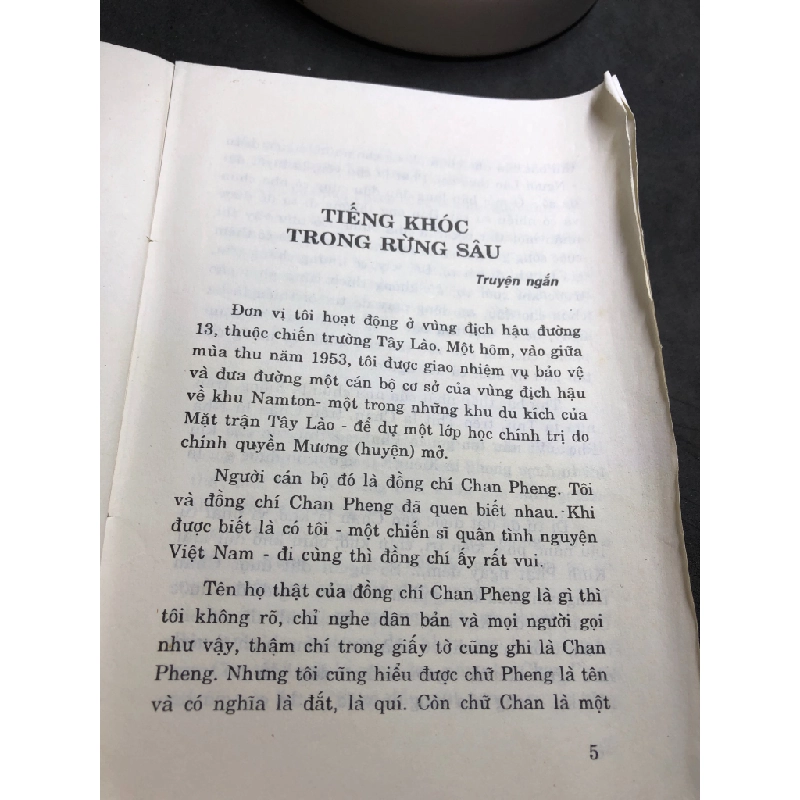 TIẾNG KHÓC
TRONG RỪNG SÂU
Truyện ngắn
Đơn vị tôi hoạt động ở vùng địch hậu đường
13, thuộc chiến trường Tây Lào. Một hôm, vào giữa
mùa thu năm 1953, tôi được giao nhiệm vụ bảo vệ
và đưa đường một cán bộ cơ sở của vùng địch hậu
về khu Namton- một trong những khu du kích của
Mặt trận Tây Lào - để dự một lớp học chính trị do
chính quyền Mương (huyện) mở.
Người cán bộ đó là đồng chí Chan Pheng. Tôi
và đồng chí Chan Pheng đã quen biết nhau. Khi
được biết là có tôi - một chiến sĩ quân tình nguyện
Việt Nam - đi cùng thì đồng chí ấy rất vui.
Tên họ thật của đồng chí Chan Pheng là gì thì
tôi không rõ, chỉ nghe dân bản và mọi người gọi
như vậy, thậm chí trong giấy tờ cũng ghi là Chan
Pheng. Nhưng tôi cũng hiểu được chữ Pheng là tên
và có nghĩa là đắt, là quí. Còn chữ Chan là một
5